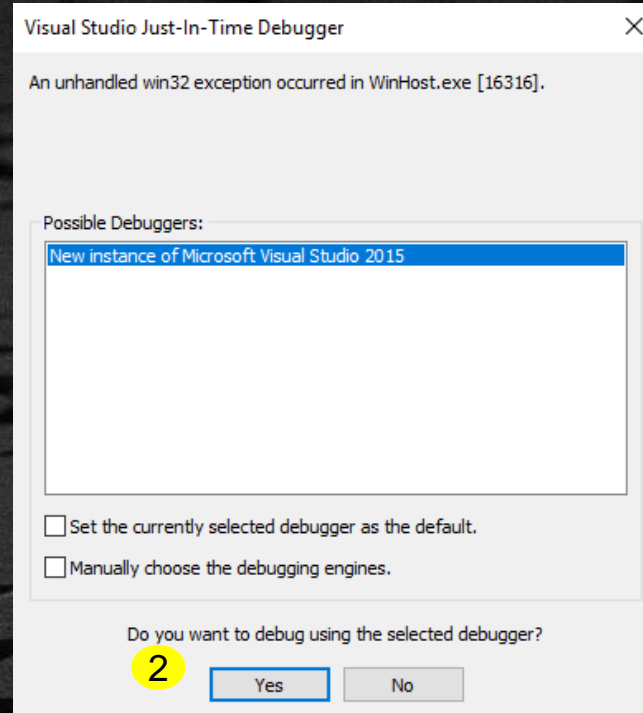 Visual Studio Just-In-Time Debugger
An unhandled win32 exception occurred in WinHost.exe [16316].
Possible Debuggers:
New instance of Microsoft Visual Studio 2015
Set the currently selected debugger as the default.
Manually choose the debugging engines.
Do you want to debug using the selected debugger?
2
Yes No